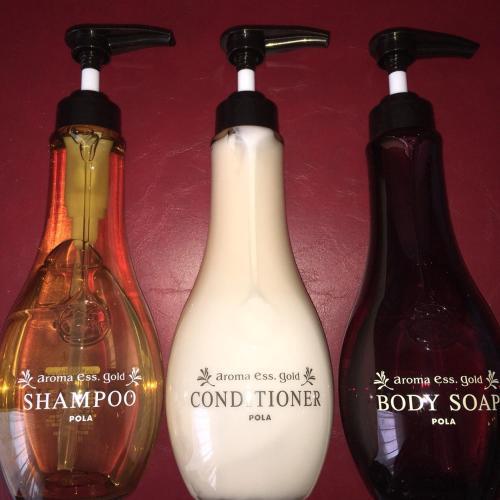 aroma ess. gold
SHAMPOO
POLA
aroma ess. gold
CONDITIONER
POLA
aroma ess. gold
BODY SOAP
POLA